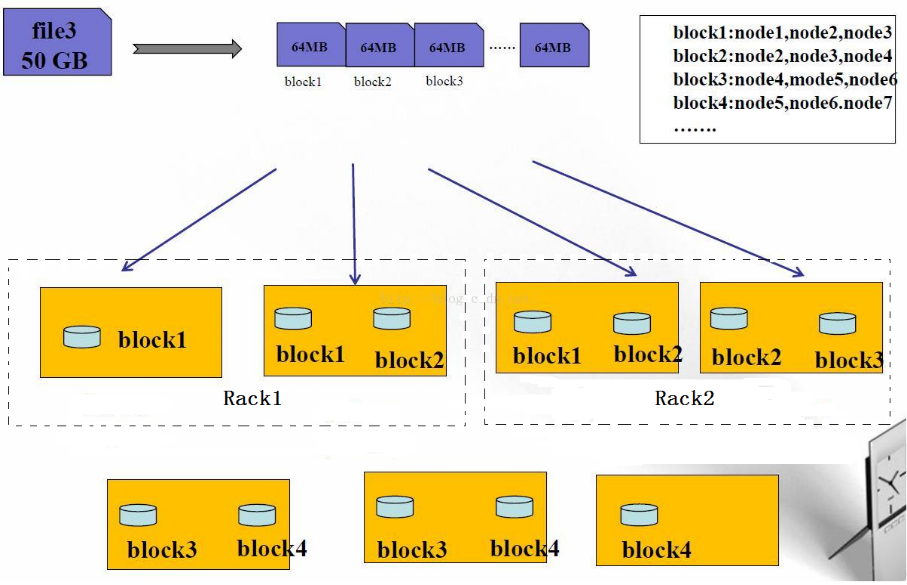 file3
50 GB
64MB 64MB 64MB ...... 64MB
block1 block2 block3
block1:node1,node2,node3
block2:node2,node3,node4
block3:node4,mode5,node6
block4:node5,node6.node7
.......
block1
block1 block2
block1 block2
block2 block3
Rack1
Rack2
block3 block4
block3 block4
block4